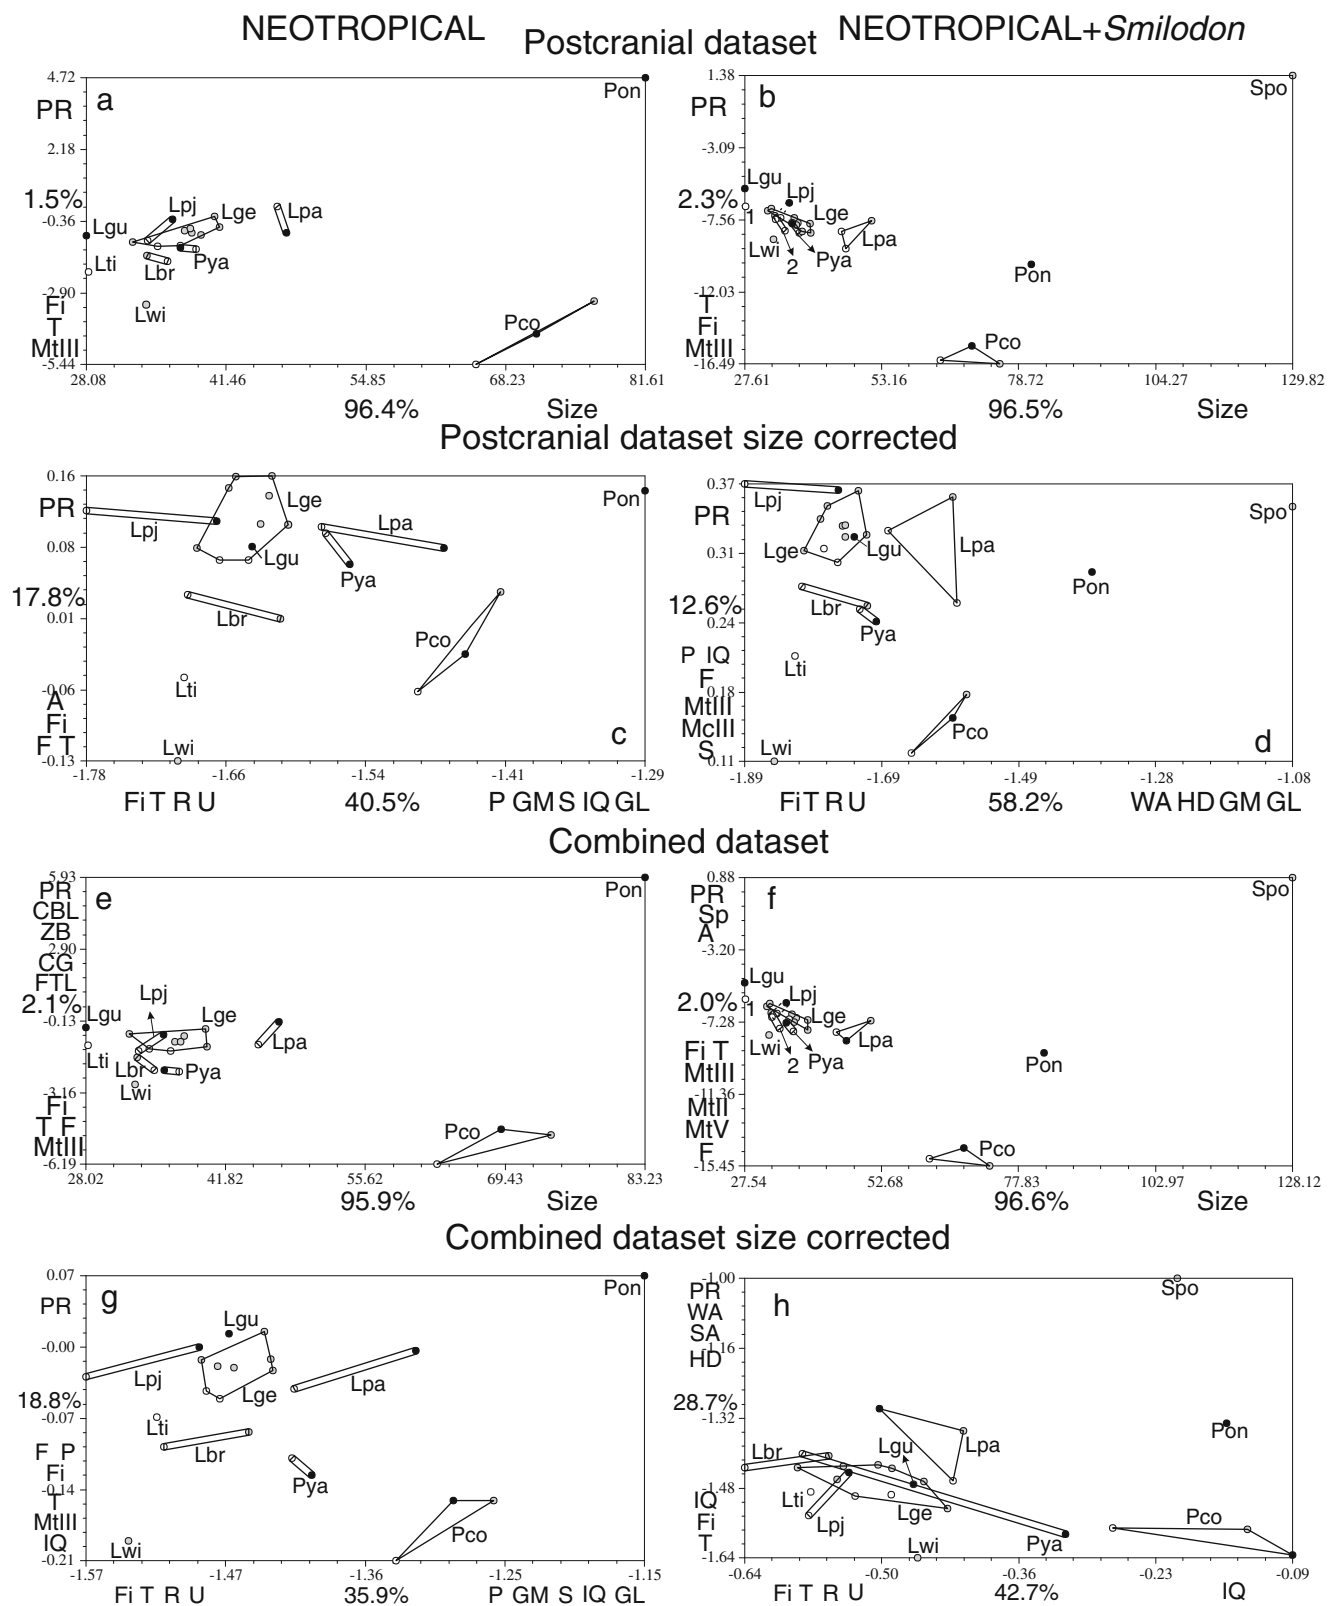 NEOTROPICAL
Postcranial dataset
NEOTROPICAL+Smilodon
a
4.72
PR
2.18
1.5%
-0.36
-2.90
Fi
T
MtIII
-5.44
Pon
Lpj
Lge
Lpa
Lgu
Lti
Lbr
Pya
Lwi
Pco
28.08 41.46 54.85 68.23 81.61
96.4% Size
b
1.38
PR
-3.09
2.3%
-7.56
-12.03
T
Fi
MtIII
-16.49
Spo
Lgu
Lpj
1
Lge
Lwi
2
Pya
Lpa
Pon
Pco
27.61 53.16 78.72 104.27 129.82
96.5% Size
Postcranial dataset size corrected
0.16
PR
0.08
17.8%
0.01
-0.06
A
Fi
F T
-0.13
Pon
Lge
Lpj
Lpa
Lgu
Pya
Lbr
Pco
Lti
Lwi
c
-1.78 -1.66 -1.54 -1.41 -1.29
Fi T R U 40.5% P GM S IQ GL
0.37
PR
0.31
12.6%
0.24
P IQ
F
0.18
MtIII
McIII
S
0.11
Lpj
Spo
Lge
Lgu
Lpa
Pon
Lbr
Pya
Lti
Pco
Lwi
d
-1.89 -1.69 -1.49 -1.28 -1.08
Fi T R U 58.2% WA HD GM GL
Combined dataset
5.93
PR
CBL
ZB
2.90
CG
FTL
2.1%
-0.13
-3.16
Fi
T F
MtIII
-6.19
e
Pon
Lpj
Lgu
Lge
Lti
Lbr
Lwi
Pya
Lpa
Pco
28.02 41.82 55.62 69.43 83.23
95.9% Size
0.88
PR
Sp
A
-3.20
2.0%
-7.28
Fi T
MtIII
-11.36
MtII
MtV
F
-15.45
f
Spo
Lgu
Lpj
1
Lge
Lwi
2
Pya
Lpa
Pon
Pco
27.54 52.68 77.83 102.97 128.12
96.6% Size
Combined dataset size corrected
0.07
PR
-0.00
18.8%
-0.07
F P
Fi
-0.14
T
MtIII
IQ
-0.21
g
Pon
Lgu
Lpj
Lge
Lpa
Lti
Lbr
Pya
Pco
Lwi
-1.57 -1.47 -1.36 -1.25 -1.15
Fi T R U 35.9% P GM S IQ GL
-1.00
PR
WA
SA
-1.16
HD
28.7%
-1.32
-1.48
IQ
Fi
T
-1.64
h
Spo
Pon
Lbr
Lgu
Lpa
Lti
Lge
Lpj
Pco
Pya
Lwi
-0.64 -0.50 -0.36 -0.23 -0.09
Fi T R U 42.7% IQ